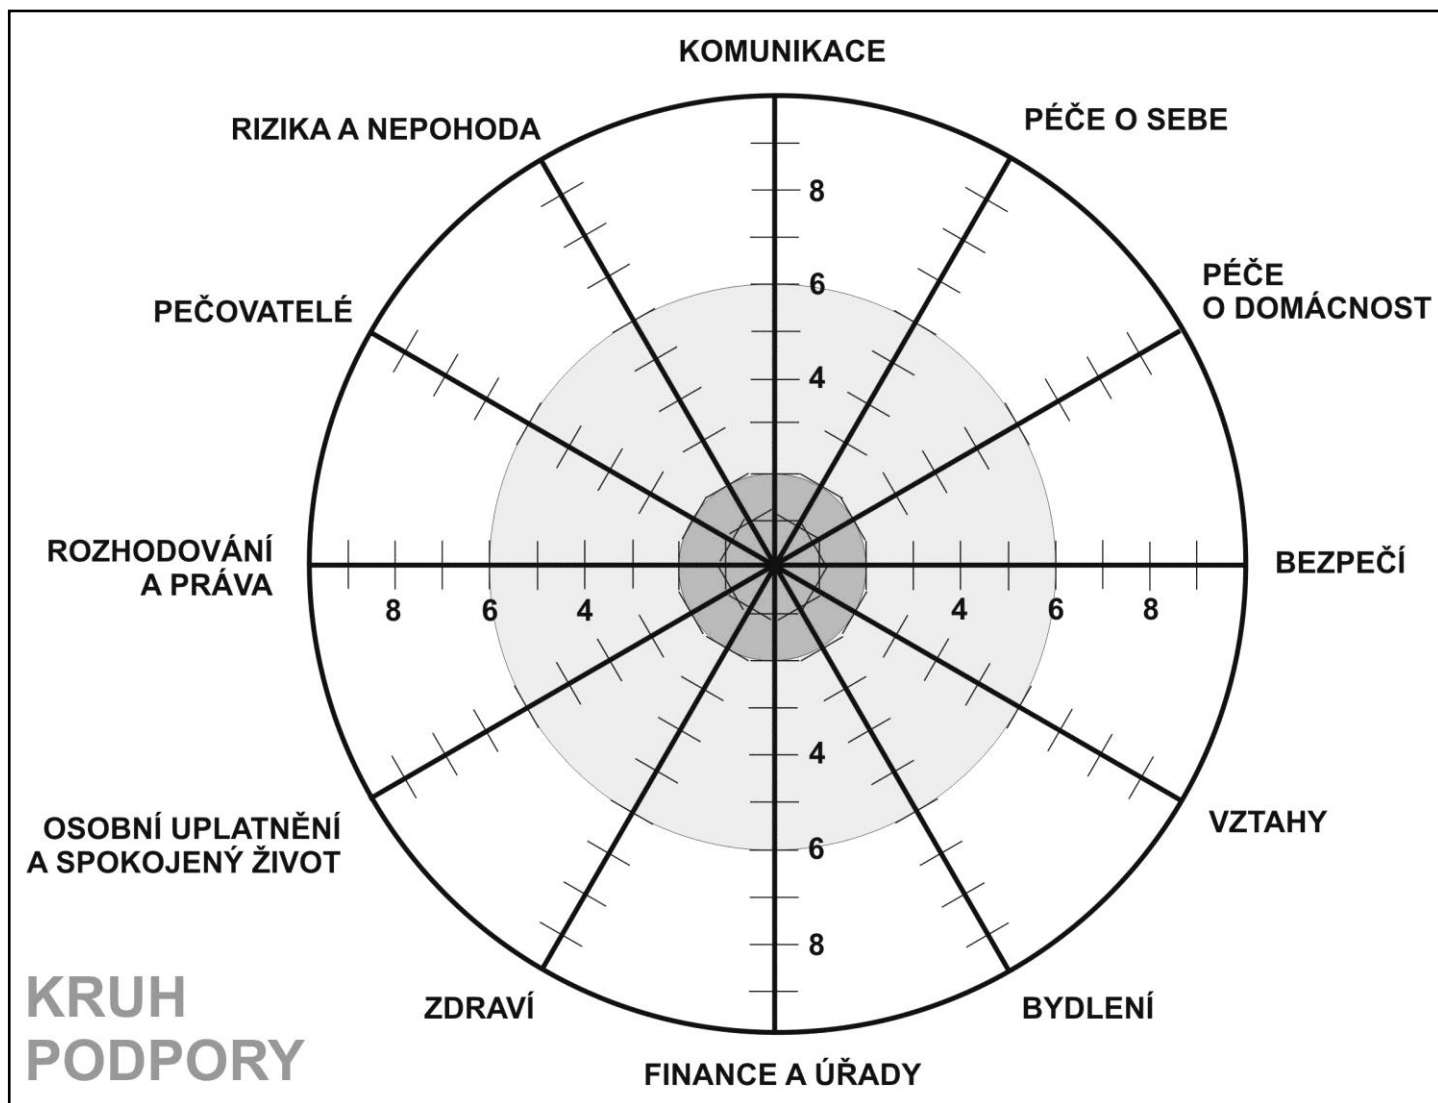 KOMUNIKACE
PÉČE O SEBE
RIZIKA A NEPOHODA
8
PÉČE
O DOMÁCNOST
6
PEČOVATELÉ
4
ROZHODOVÁNÍ
A PRÁVA
BEZPEČÍ
8
6
4
4
6
8
4
VZTAHY
OSOBNÍ UPLATNĚNÍ
A SPOKOJENÝ ŽIVOT
6
8
KRUH
PODPORY
ZDRAVÍ
BYDLENÍ
FINANCE A ÚŘADY